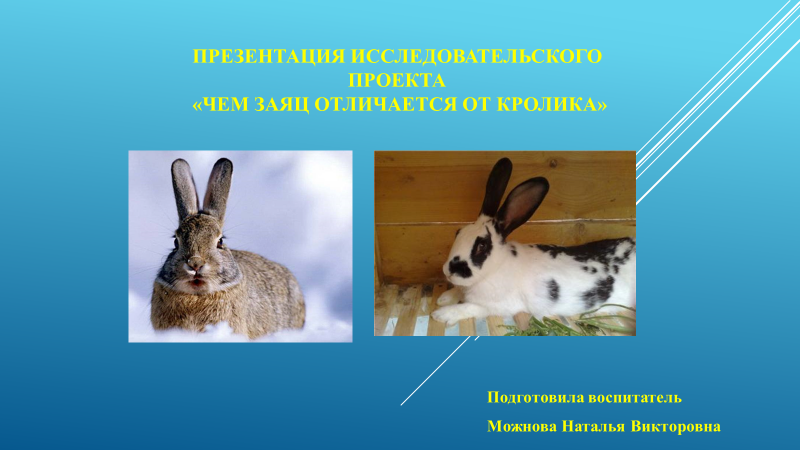 ПРЕЗЕНТАЦИЯ ИССЛЕДОВАТЕЛЬСКОГО
ПРОЕКТА
«ЧЕМ ЗАЯЦ ОТЛИЧАЕТСЯ ОТ КРОЛИКА»
Подготовила воспитатель
Можнова Наталья Викторовна